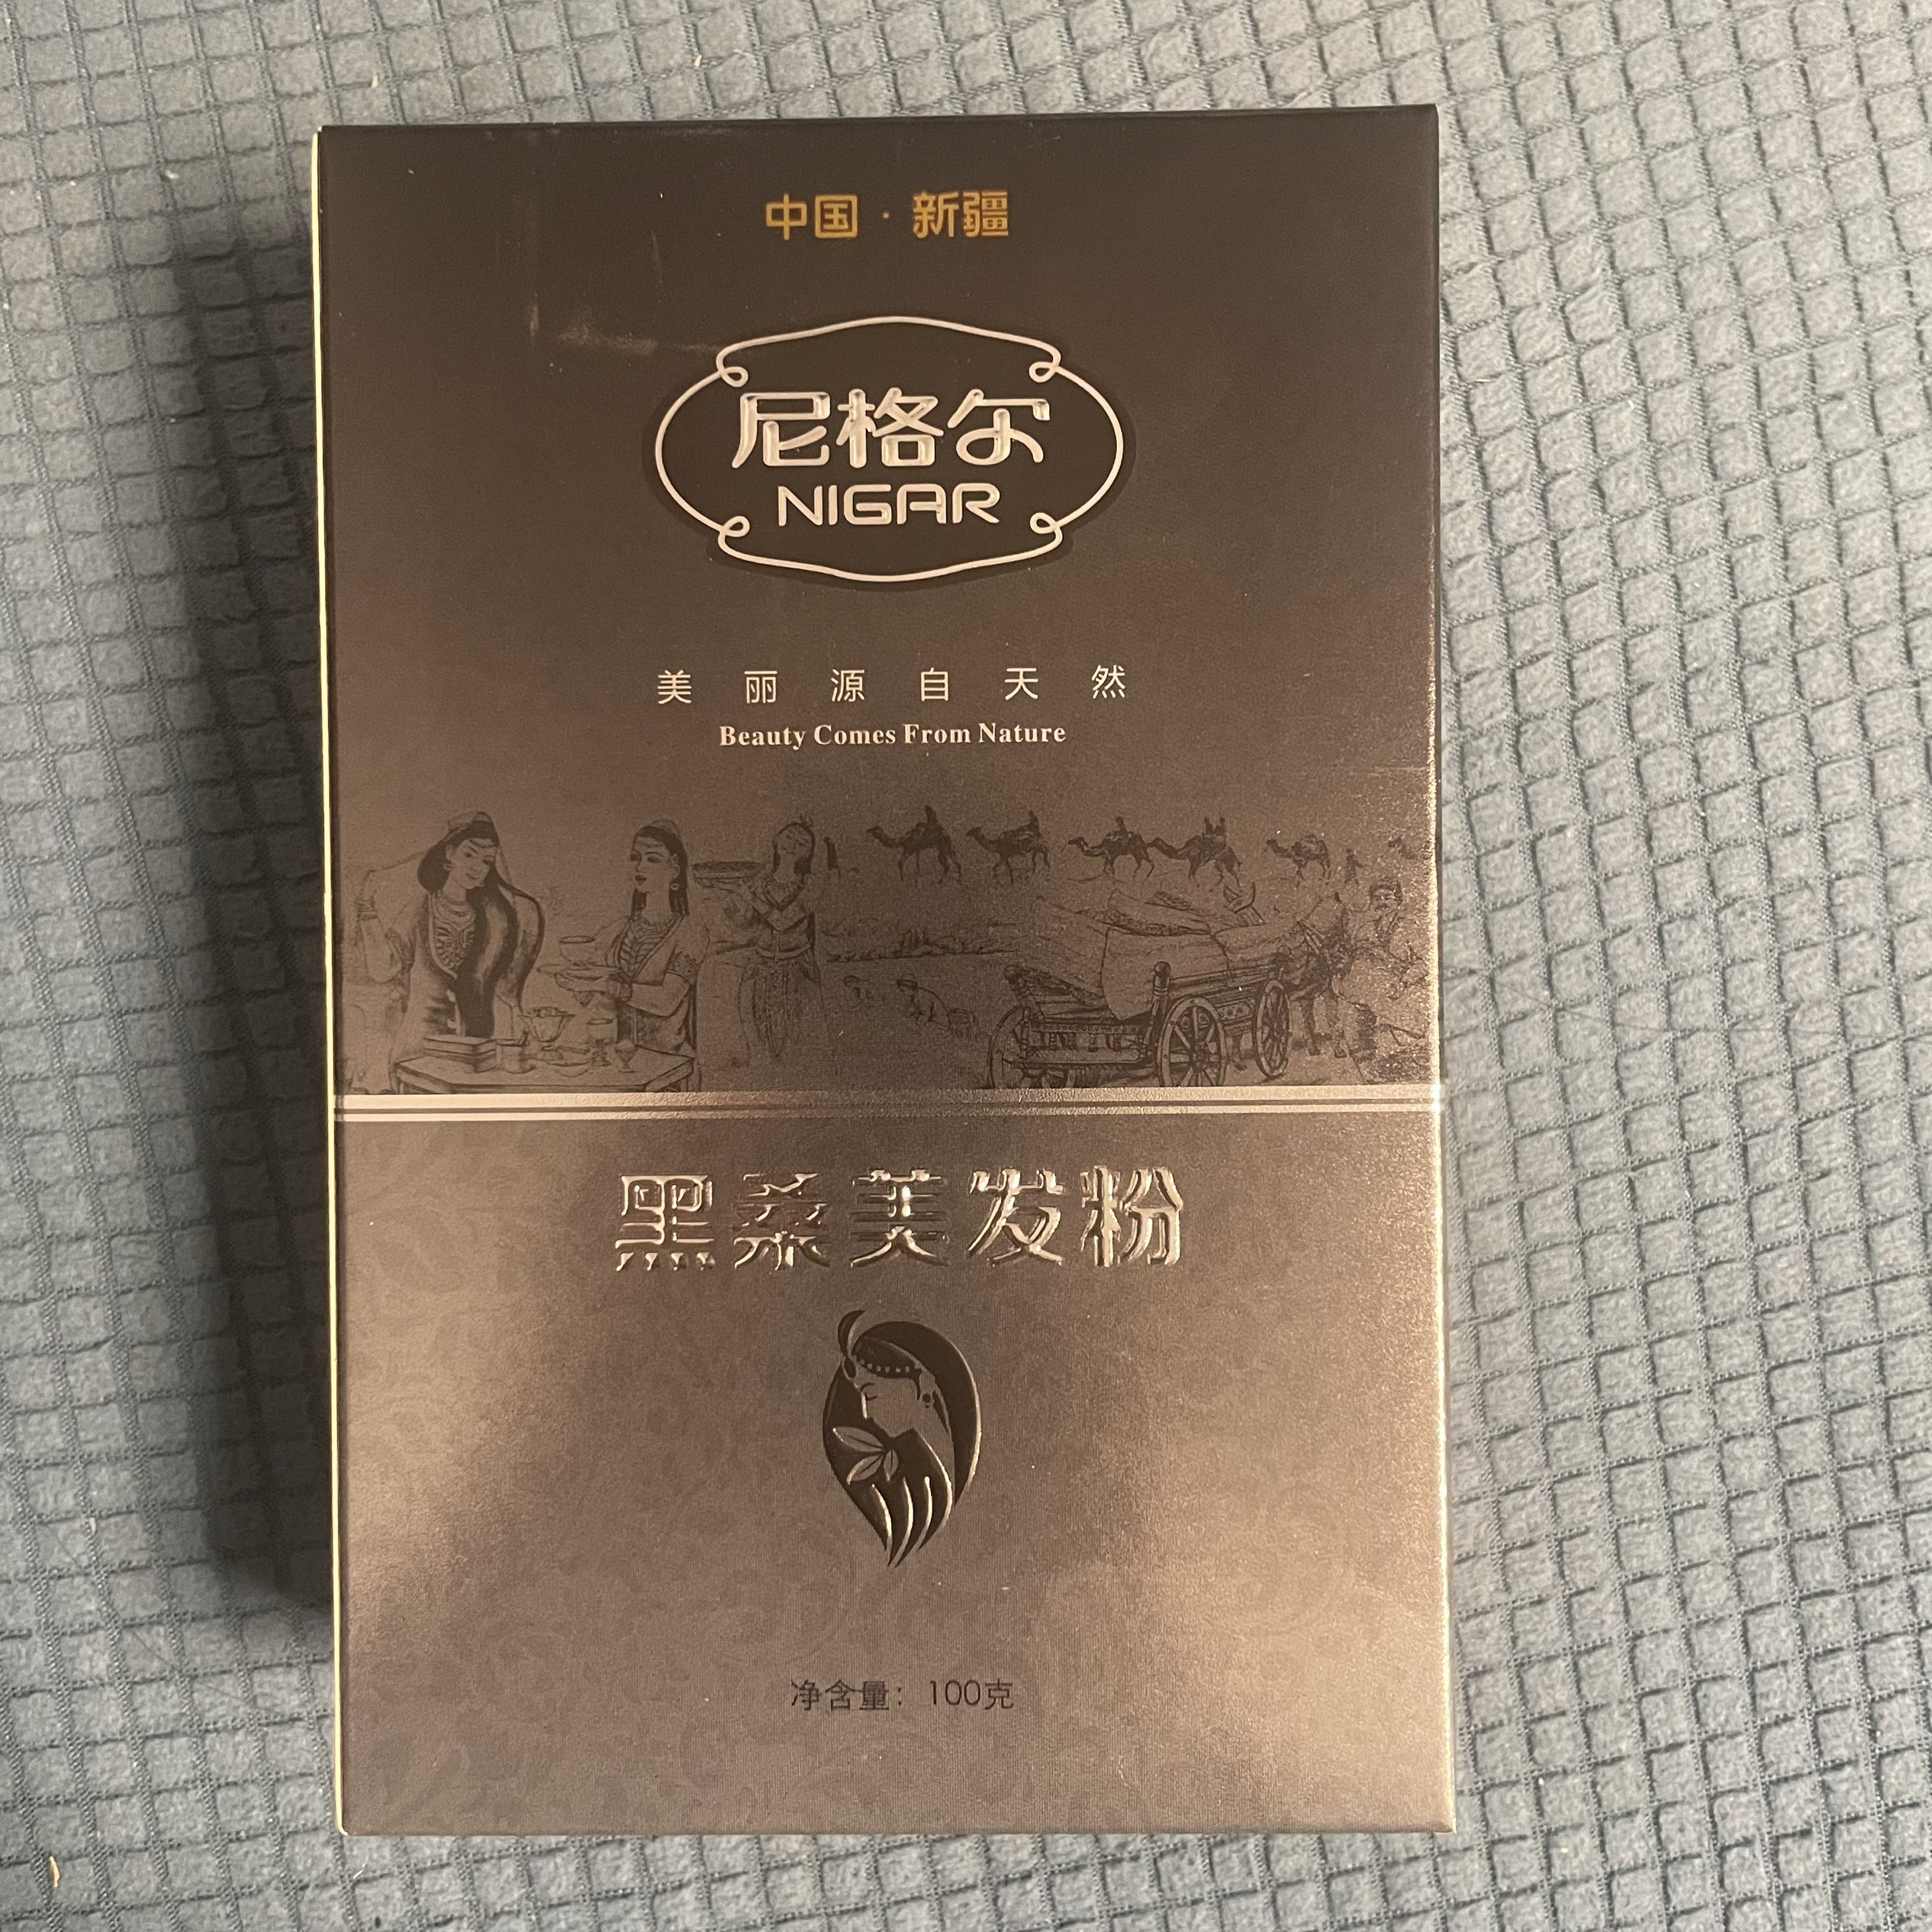 中国·新疆
尼格尔
NIGAR
美丽源自天然
Beauty Comes From Nature
黑桑美发粉
净含量：100克